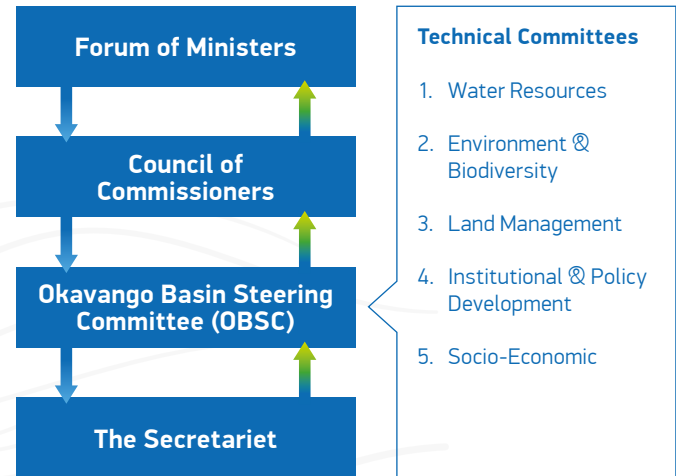 Forum of Ministers
Council of
Commissioners
Okavango Basin Steering
Committee (OBSC)
The Secretariet
Technical Committees
1. Water Resources
2. Environment &
Biodiversity
3. Land Management
4. Institutional & Policy
Development
5. Socio-Economic